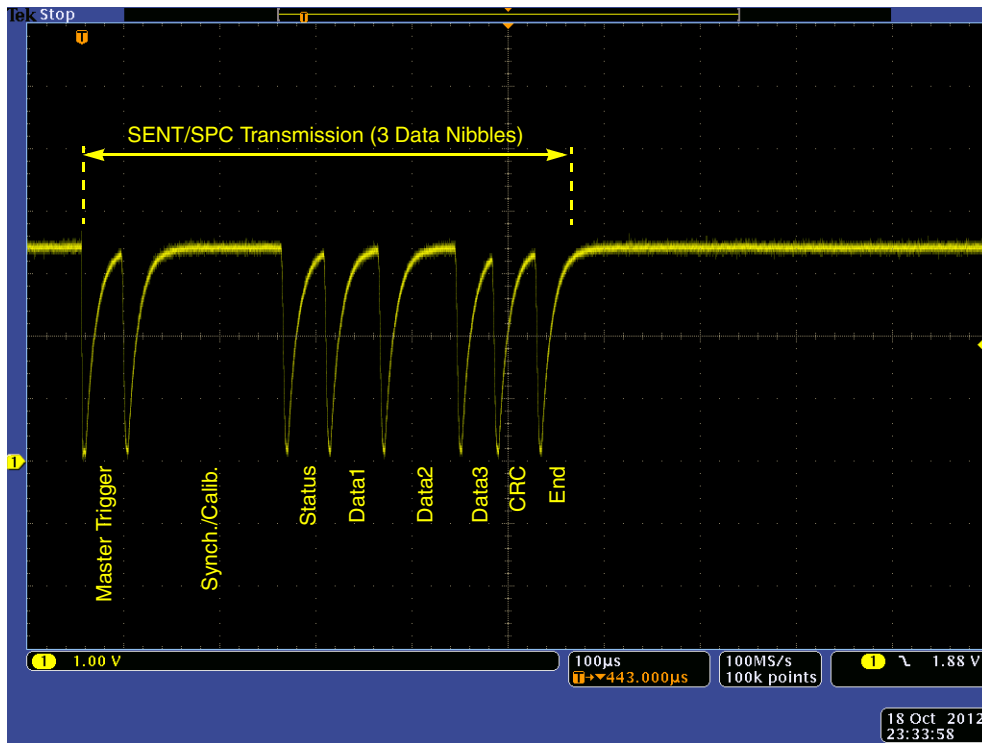 Tek Stop
T
T
SENT/SPC Transmission (3 Data Nibbles)
1
Master Trigger
Synch./Calib.
Status
Data1
Data2
Data3
CRC
End
1 1.00 V
100µs
T→▼443.000µs
100MS/s
100k points
1 1.88 V
18 Oct 2012
23:33:58